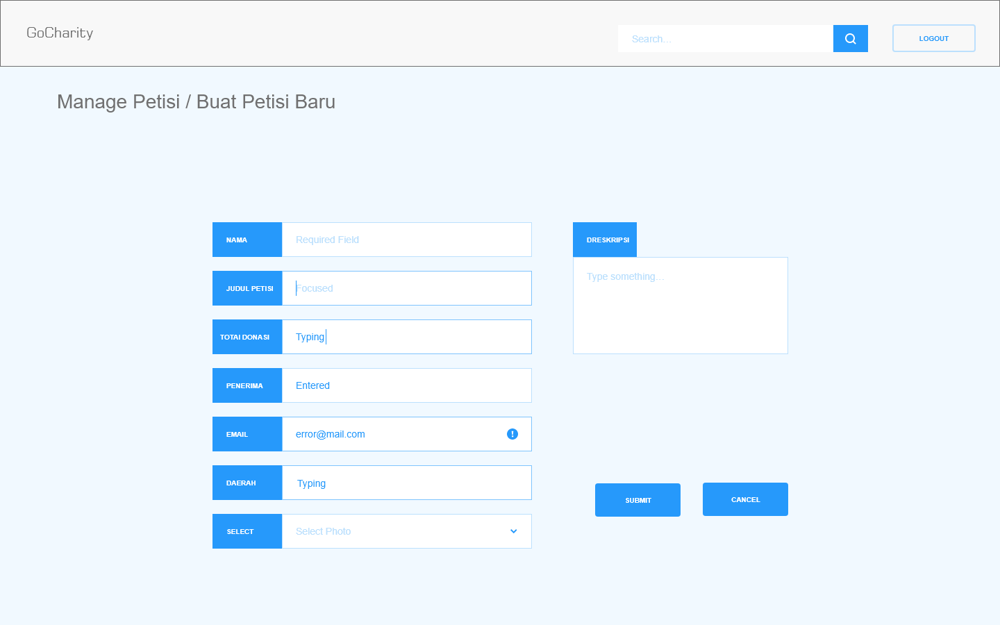 GoCharity
Search...
LOGOUT
Manage Petisi / Buat Petisi Baru
NAMA
Required Field
JUDUL PETISI
Focused
TOTAI DONASI
Typing
PENERIMA
Entered
EMAIL
error@mail.com
DAERAH
Typing
SELECT
Select Photo
DRESKRIPSI
Type something...
SUBMIT
CANCEL